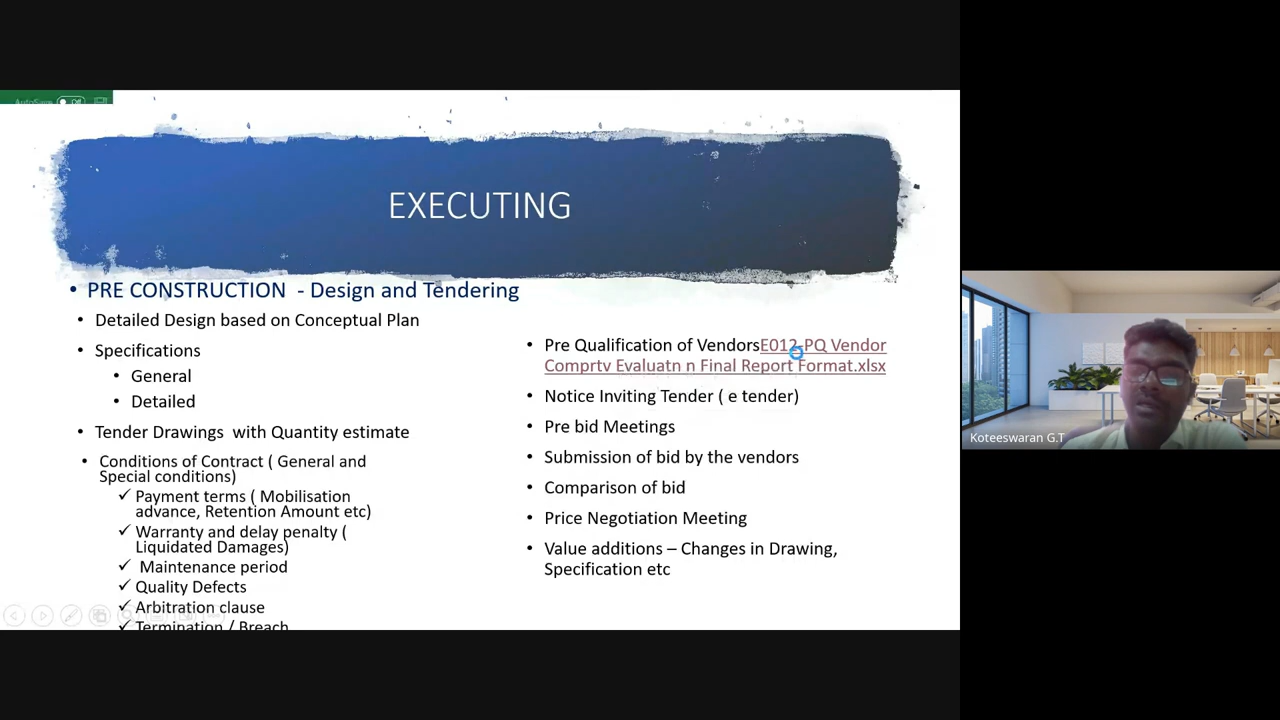 AutoSave Off
EXECUTING
• PRE CONSTRUCTION - Design and Tendering
• Detailed Design based on Conceptual Plan
• Specifications
• General
• Detailed
• Tender Drawings with Quantity estimate
• Conditions of Contract ( General and
Special conditions)
✓ Payment terms ( Mobilisation
advance, Retention Amount etc)
✓ Warranty and delay penalty (
Liquidated Damages)
✓ Maintenance period
✓ Quality Defects
✓ Arbitration clause
✓ Termination / Breach
• Pre Qualification of VendorsE012-PQ Vendor
Comprtv Evaluatn n Final Report Format.xlsx
• Notice Inviting Tender ( e tender)
• Pre bid Meetings
• Submission of bid by the vendors
• Comparison of bid
• Price Negotiation Meeting
• Value additions – Changes in Drawing,
Specification etc
Koteeswaran G.T